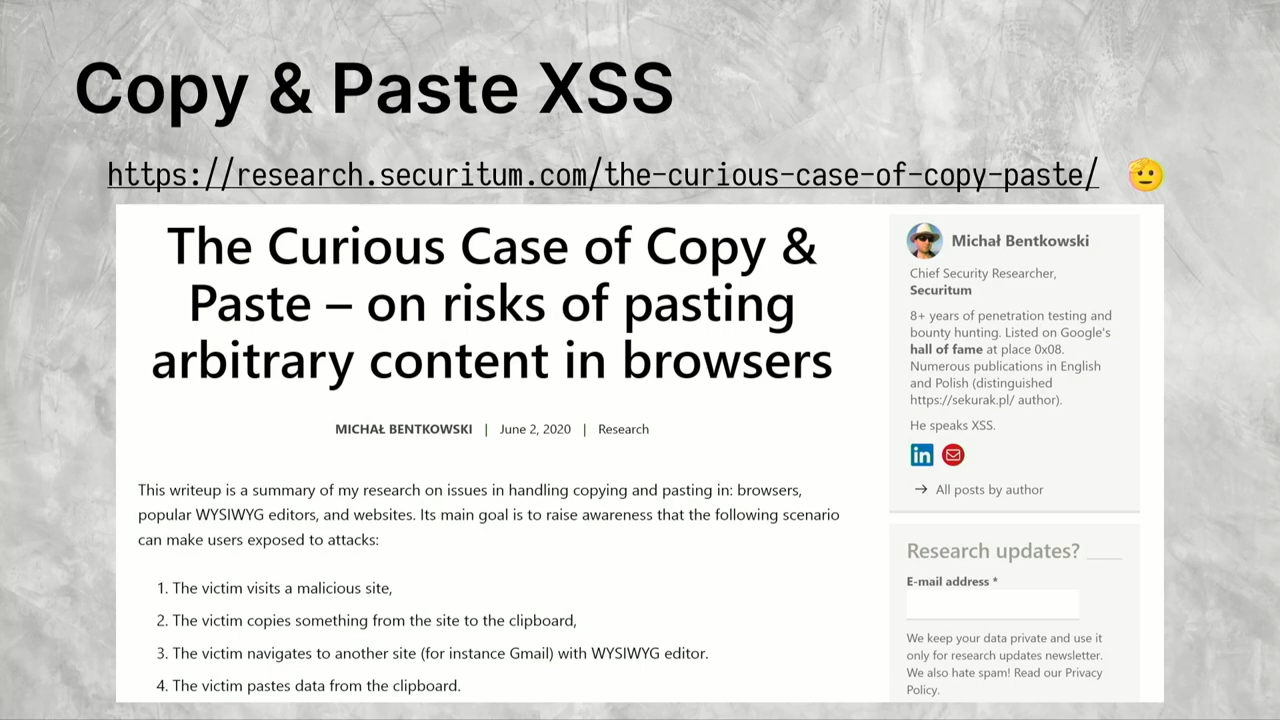 Copy & Paste XSS
https://research.securitum.com/the-curious-case-of-copy-paste/
The Curious Case of Copy &
Paste – on risks of pasting
arbitrary content in browsers
MICHAŁ BENTKOWSKI | June 2, 2020 | Research
This writeup is a summary of my research on issues in handling copying and pasting in: browsers,
popular WYSIWYG editors, and websites. Its main goal is to raise awareness that the following scenario
can make users exposed to attacks:
1. The victim visits a malicious site,
2. The victim copies something from the site to the clipboard,
3. The victim navigates to another site (for instance Gmail) with WYSIWYG editor.
4. The victim pastes data from the clipboard.
Michał Bentkowski
Chief Security Researcher,
Securitum
8+ years of penetration testing and
bounty hunting. Listed on Google's
hall of fame at place 0x08.
Numerous publications in English
and Polish (distinguished
https://sekurak.pl/ author).
He speaks XSS.
in
→ All posts by author
Research updates?
E-mail address *
We keep your data private and use it
only for research updates newsletter.
We also hate spam! Read our Privacy
Policy.